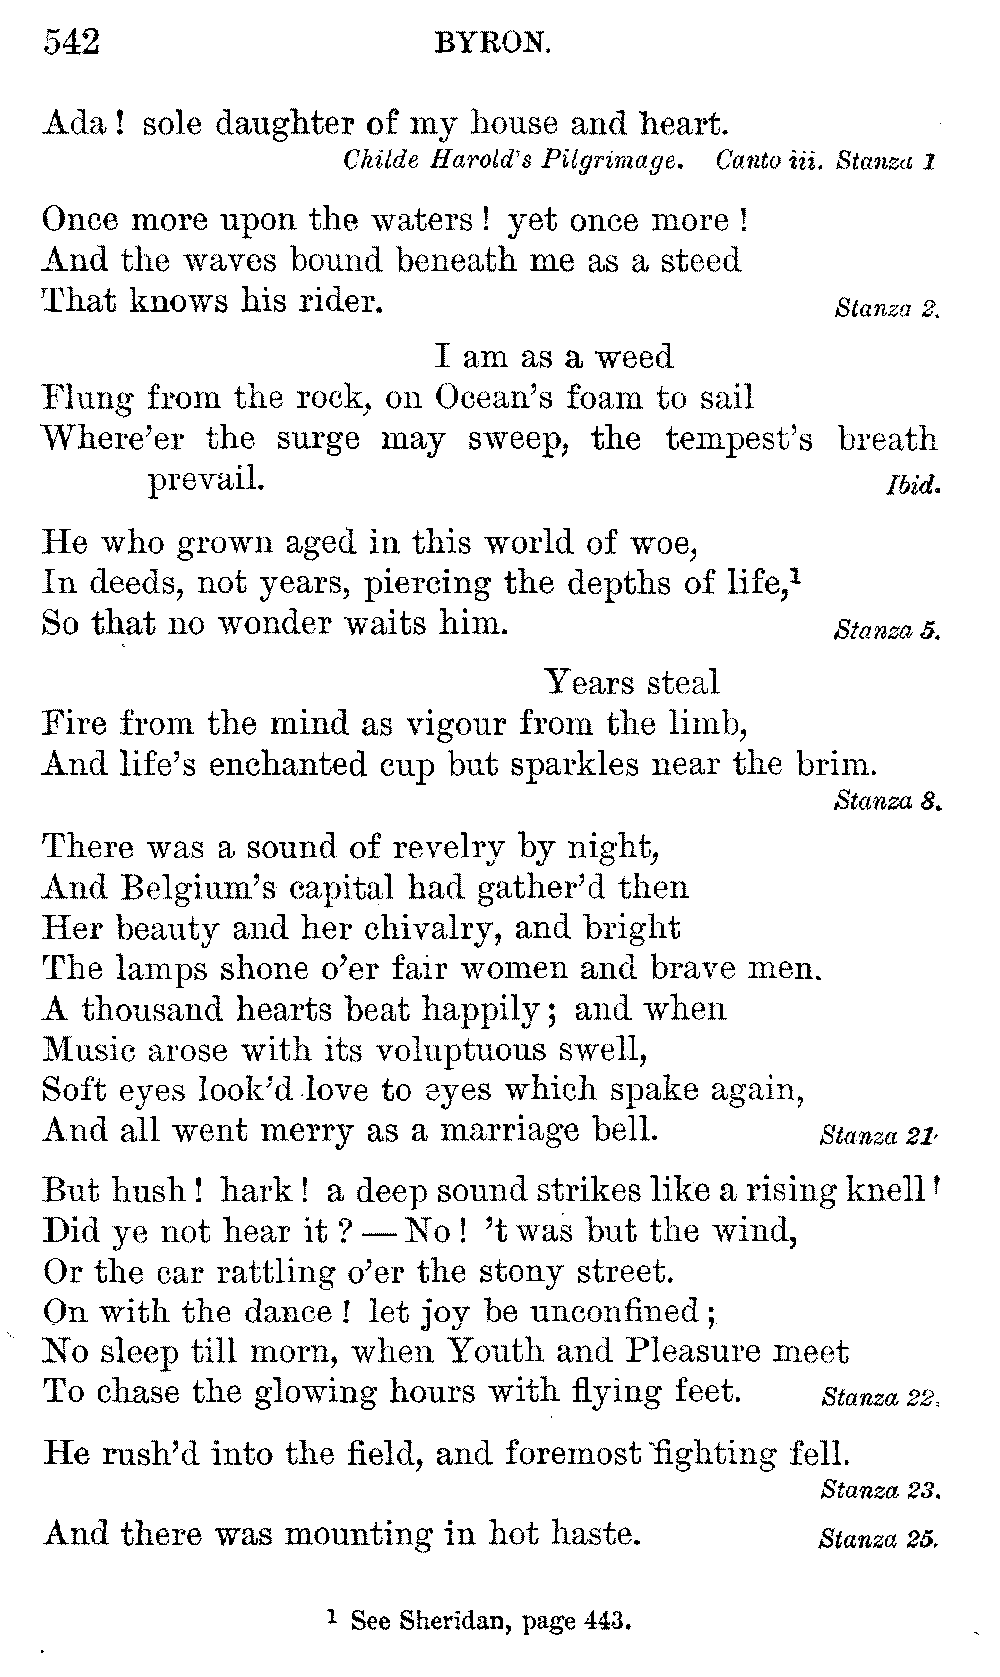 542 BYRON.
Ada! sole daughter of my house and heart.
Childe Harold's Pilgrimage. Canto iii. Stanza 1
Once more upon the waters! yet once more!
And the waves bound beneath me as a steed
That knows his rider. Stanza 2.
I am as a weed
Flung from the rock, on Ocean's foam to sail
Where'er the surge may sweep, the tempest's breath
prevail. Ibid.
He who grown aged in this world of woe,
In deeds, not years, piercing the depths of life,¹
So that no wonder waits him. Stanza 5.
Years steal
Fire from the mind as vigour from the limb,
And life's enchanted cup but sparkles near the brim.
Stanza 8.
There was a sound of revelry by night,
And Belgium's capital had gather'd then
Her beauty and her chivalry, and bright
The lamps shone o'er fair women and brave men.
A thousand hearts beat happily; and when
Music arose with its voluptuous swell,
Soft eyes look'd love to eyes which spake again,
And all went merry as a marriage bell. Stanza 21.
But hush! hark! a deep sound strikes like a rising knell!
Did ye not hear it? — No! 't was but the wind,
Or the car rattling o'er the stony street.
On with the dance! let joy be unconfined;
No sleep till morn, when Youth and Pleasure meet
To chase the glowing hours with flying feet. Stanza 22.
He rush'd into the field, and foremost fighting fell.
Stanza 23.
And there was mounting in hot haste. Stanza 25.
¹ See Sheridan, page 443.